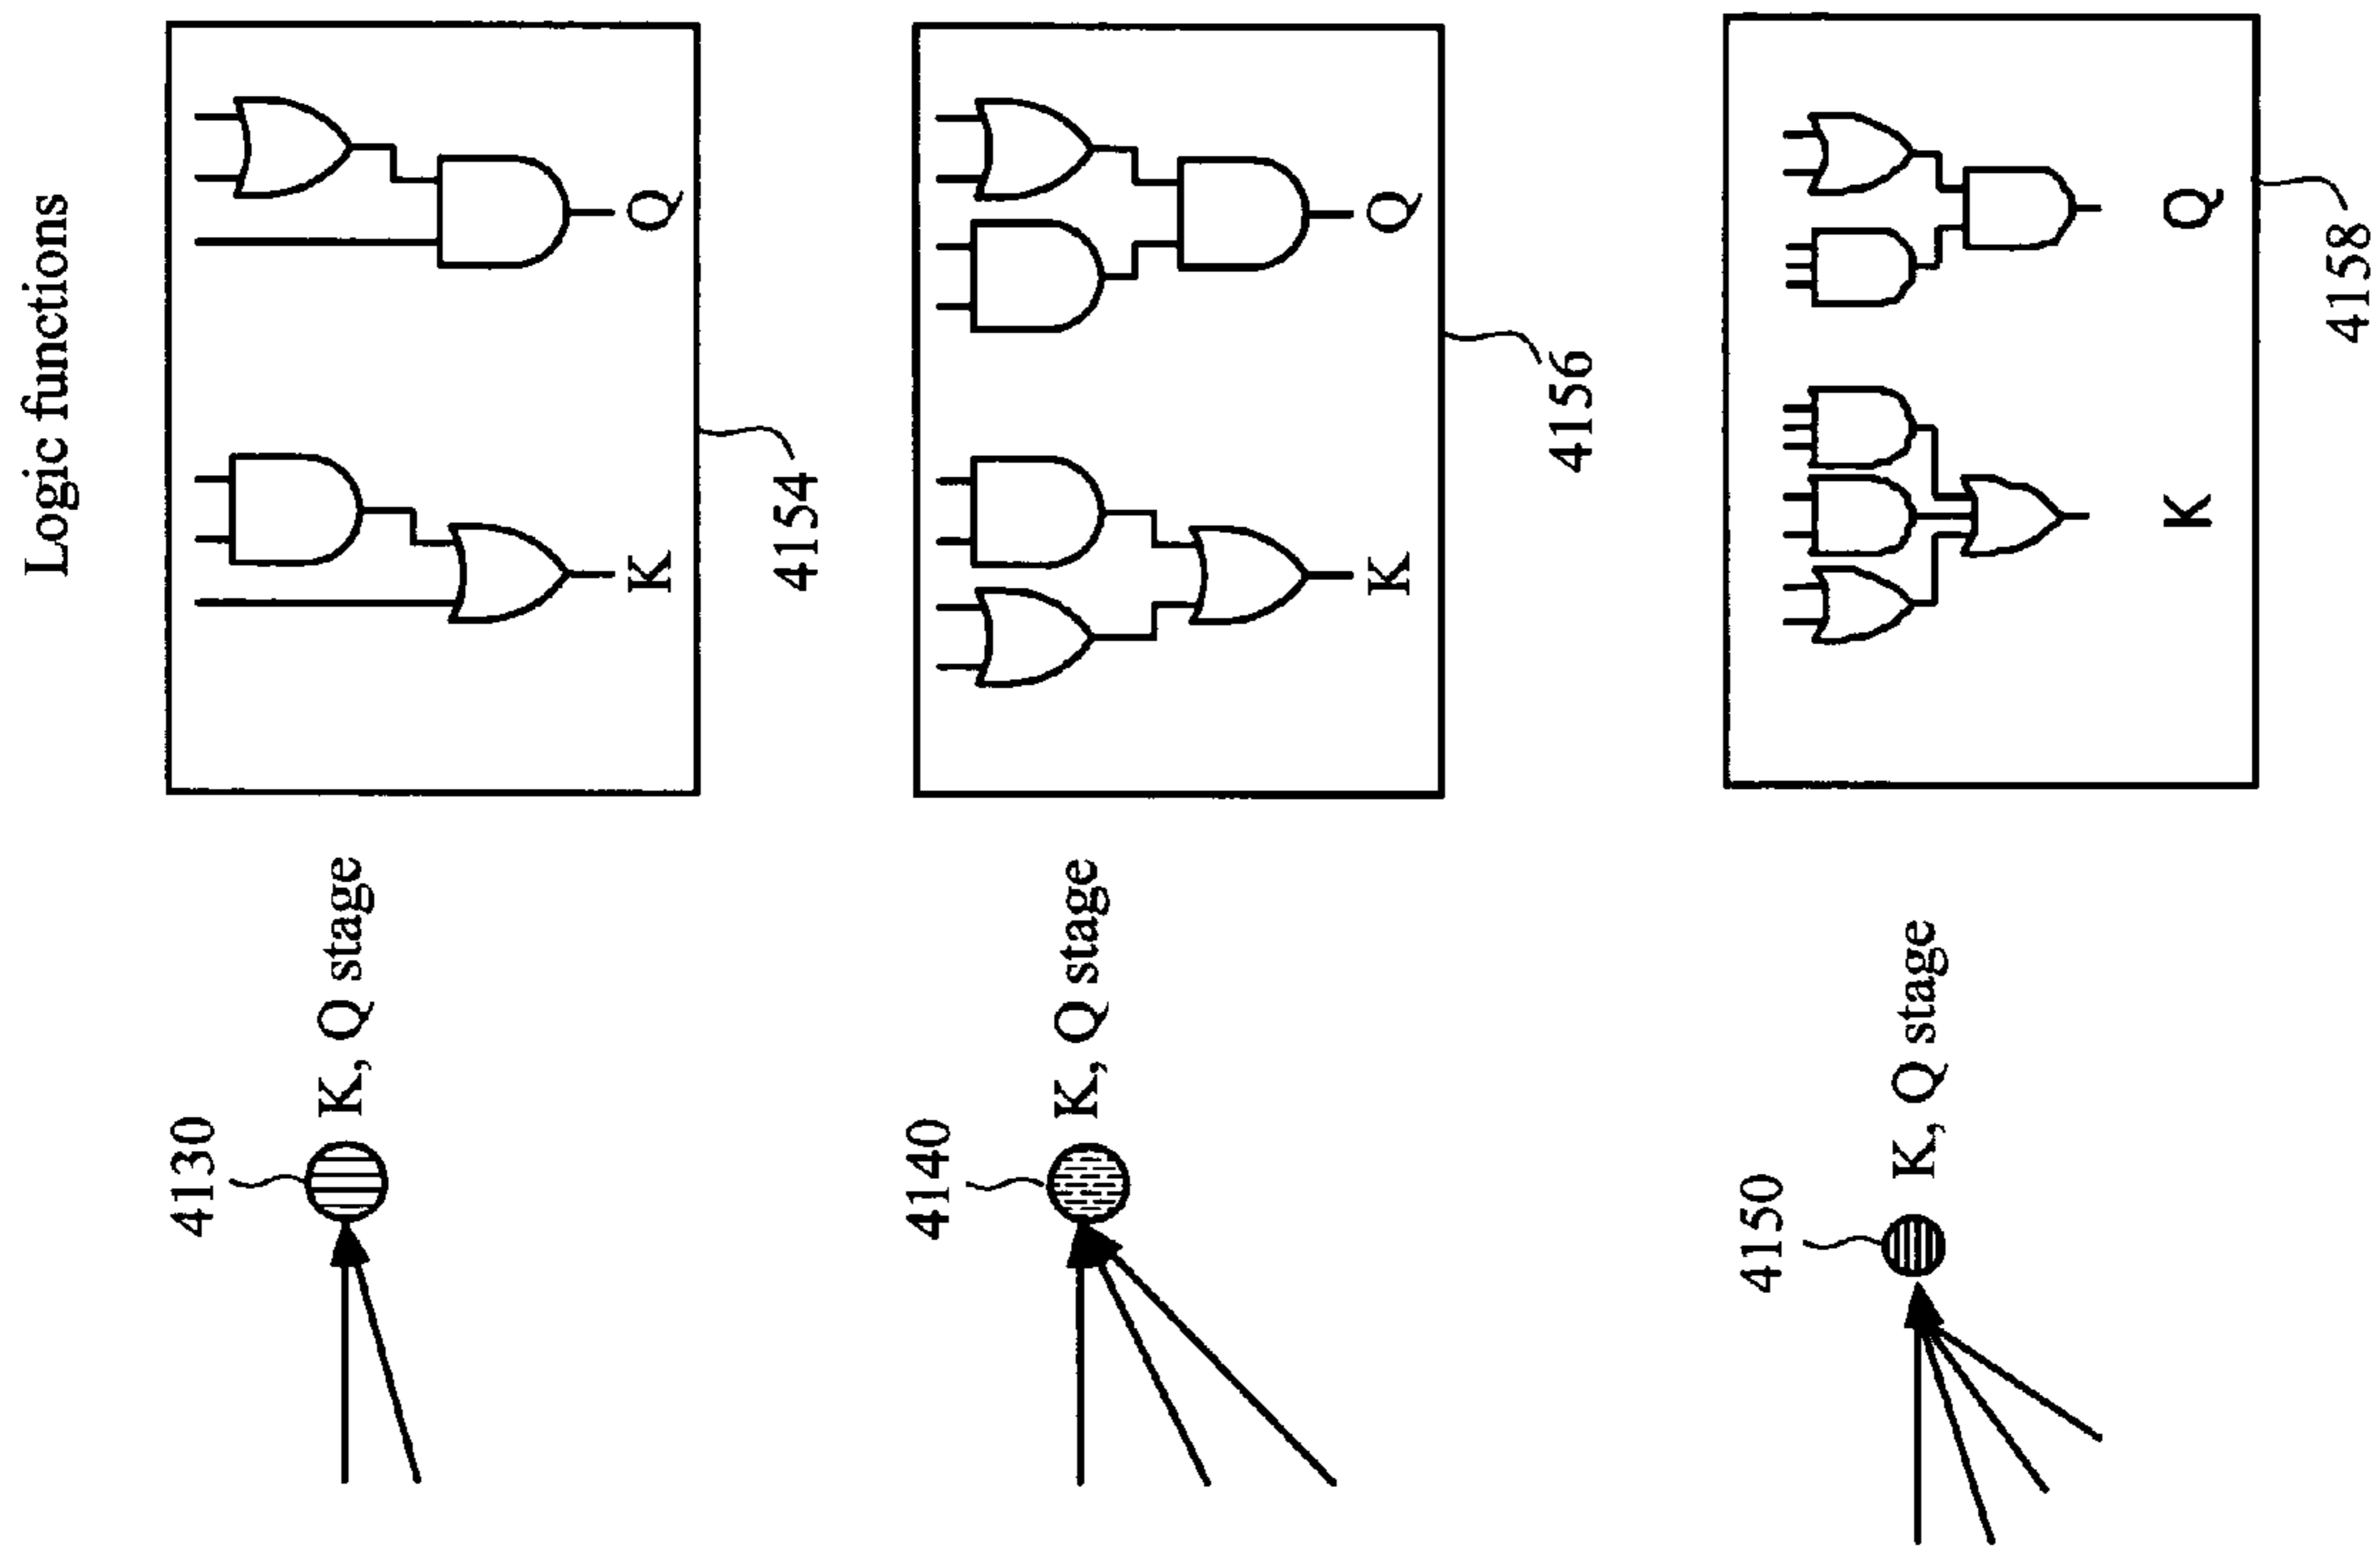 Logic functions
4130
K, Q stage
K
Q
4154
4140
K, Q stage
K
Q
4156
4150
K, Q stage
K
Q
4158